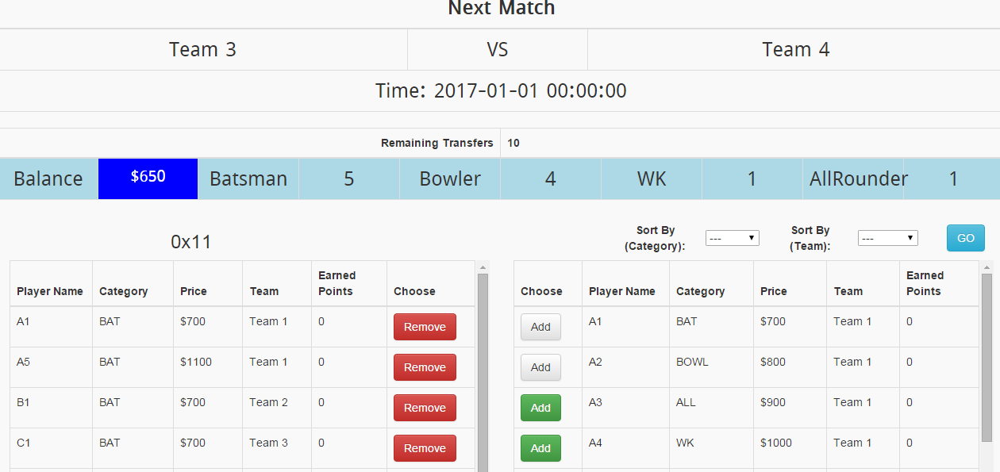 Next Match
Team 3 VS Team 4
Time: 2017-01-01 00:00:00
Remaining Transfers 10
Balance $650 Batsman 5 Bowler 4 WK 1 AllRounder 1
0x11
Sort By (Category): --- Sort By (Team): --- GO
Player Name Category Price Team Earned Points Choose
A1 BAT $700 Team 1 0 Remove
A5 BAT $1100 Team 1 0 Remove
B1 BAT $700 Team 2 0 Remove
C1 BAT $700 Team 3 0 Remove
Choose Player Name Category Price Team Earned Points
Add A1 BAT $700 Team 1 0
Add A2 BOWL $800 Team 1 0
Add A3 ALL $900 Team 1 0
Add A4 WK $1000 Team 1 0